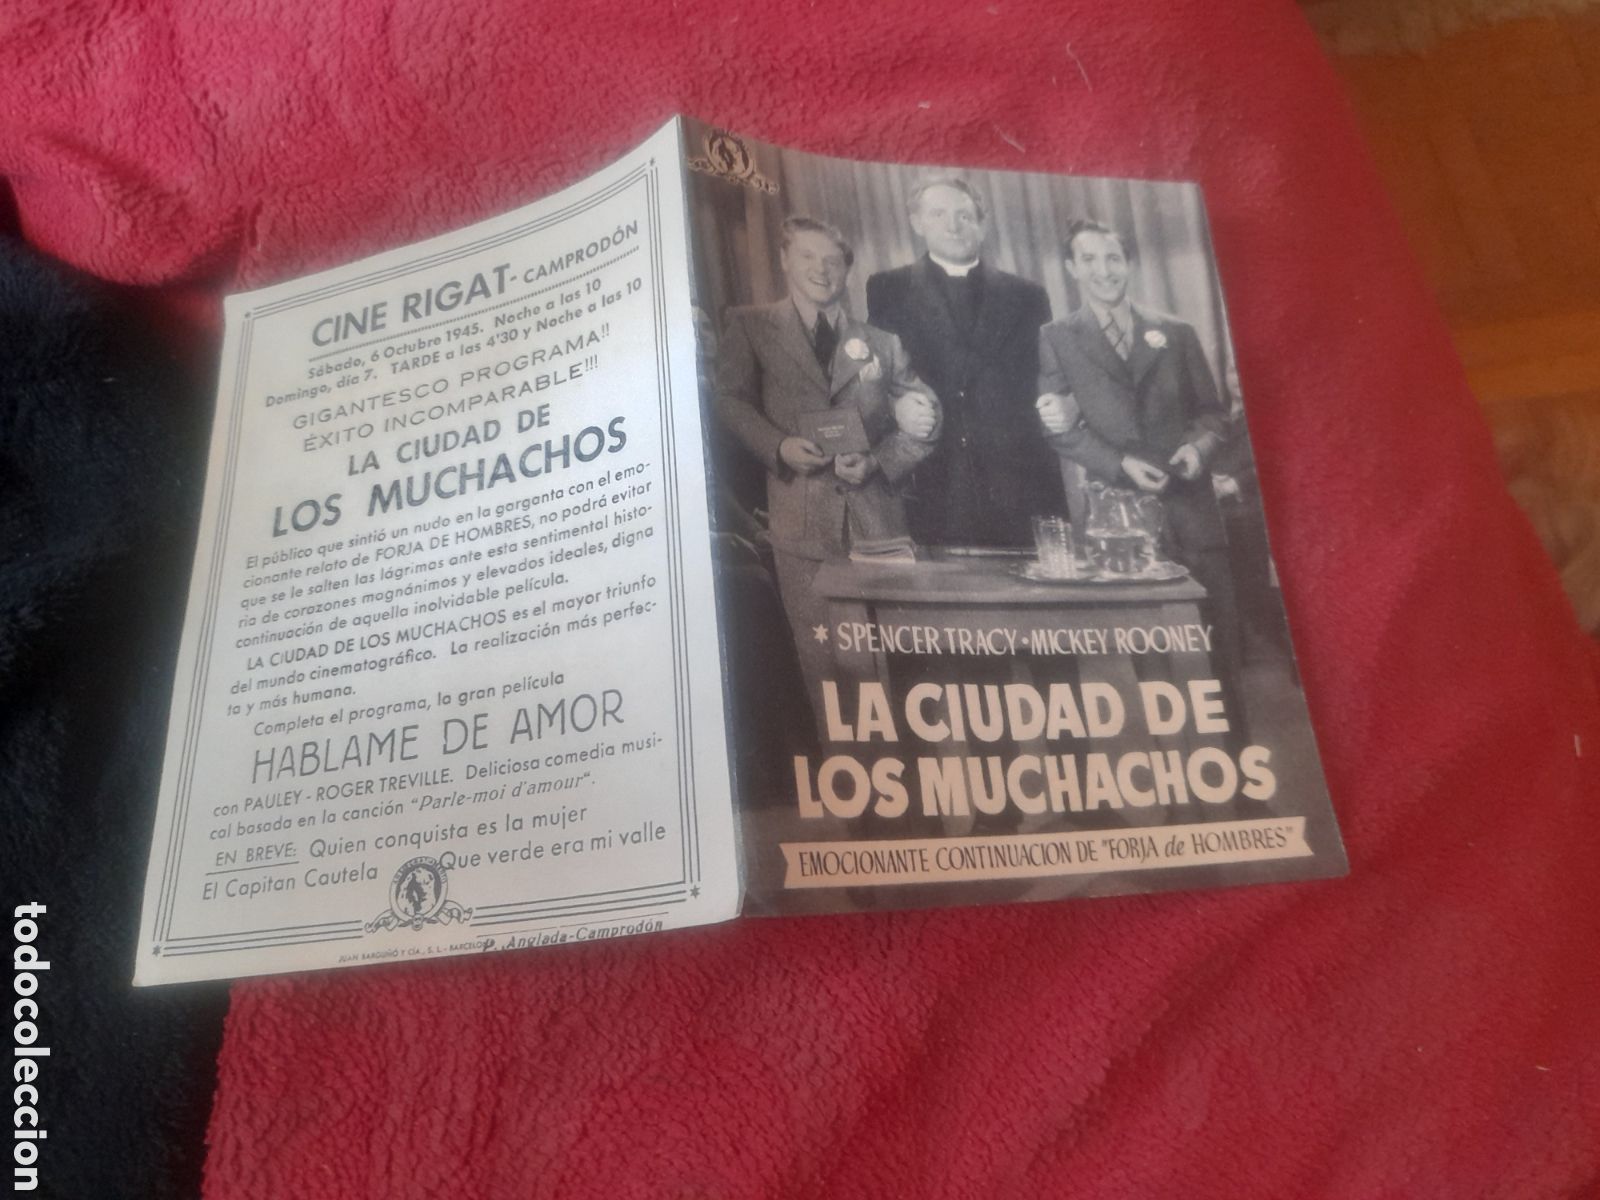 CINE RIGAT - CAMPRODÓN
Sábado, 6 Octubre 1945. Noche a las 10
Domingo, día 7. TARDE a las 4'30 y Noche a las 10
GIGANTESCO PROGRAMA!!
ÉXITO INCOMPARABLE!!!
LA CIUDAD DE
LOS MUCHACHOS
El público que sintió un nudo en la garganta con el emo-
cionante relato de FORJA DE HOMBRES, no podrá evitar
que se le salten las lágrimas ante esta sentimental histo-
ria de corazones magnánimos y elevados ideales, digna
continuación de aquella inolvidable película.
LA CIUDAD DE LOS MUCHACHOS es el mayor triunfo
del mundo cinematográfico. La realización más perfec-
ta y más humana.
Completa el programa, la gran película
HABLAME DE AMOR
con PAULEY - ROGER TREVILLE. Deliciosa comedia musi-
cal basada en la canción "Parle-moi d'amour".
EN BREVE: Quien conquista es la mujer
El Capitan Cautela Que verde era mi valle
JUAN BARGUÑÓ Y CÍA., S. L. - BARCELO
P. Anglada-Camprodón
* SPENCER TRACY • MICKEY ROONEY
LA CIUDAD DE
LOS MUCHACHOS
EMOCIONANTE CONTINUACION DE "FORJA de HOMBRES"
todocoleccion